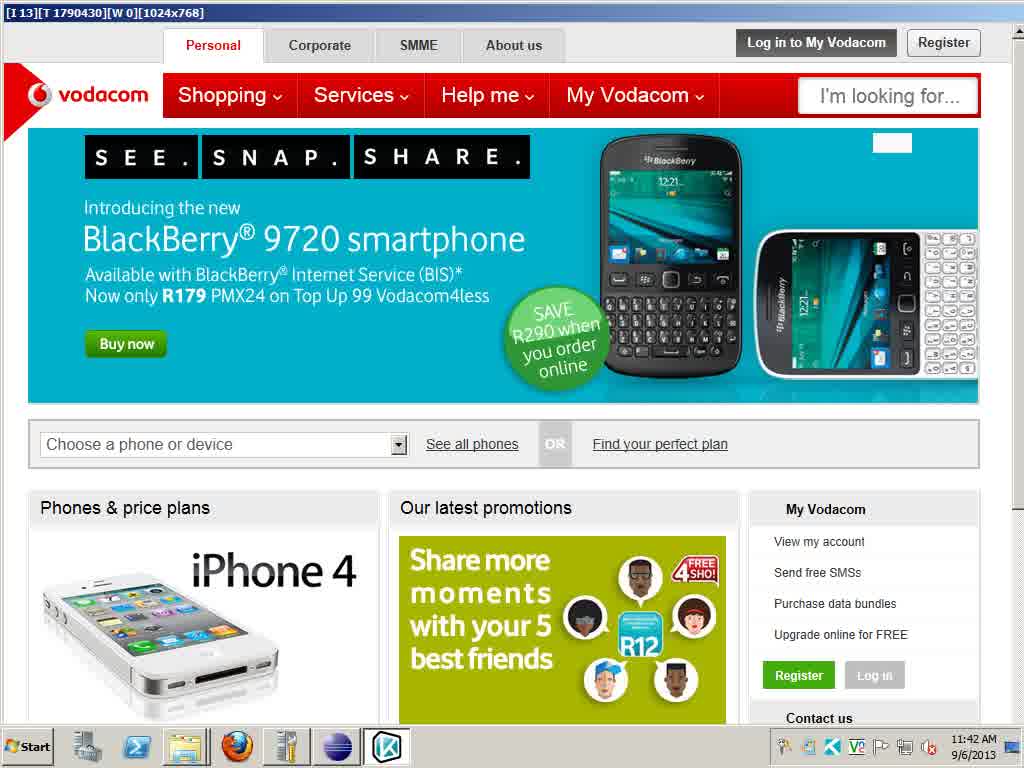 [I 13][T 1790430][W 0][1024x768]
Personal
Corporate
SMME
About us
Log in to My Vodacom
Register
vodacom
Shopping
Services
Help me
My Vodacom
I'm looking for...
SEE. SNAP. SHARE.
Introducing the new
BlackBerry® 9720 smartphone
Available with BlackBerry® Internet Service (BIS)*
Now only R179 PMX24 on Top Up 99 Vodacom4less
Buy now
SAVE
R290 when
you order
online
BlackBerry
12:21
BlackBerry
12:21
Choose a phone or device
See all phones
OR
Find your perfect plan
Phones & price plans
iPhone 4
Our latest promotions
Share more
moments
with your 5
best friends
4 FREE
SHO!
R12
My Vodacom
View my account
Send free SMSs
Purchase data bundles
Upgrade online for FREE
Register
Log in
Contact us
Start
11:42 AM
9/6/2013